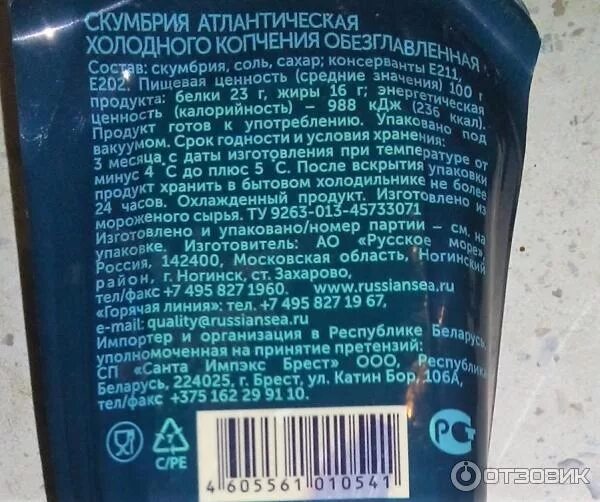 СКУМБРИЯ АТЛАНТИЧЕСКАЯ
ХОЛОДНОГО КОПЧЕНИЯ ОБЕЗГЛАВЛЕННАЯ
Состав: скумбрия, соль, сахар; консерванты Е211,
Е202. Пищевая ценность (средние значения) 100 г
продукта: белки 23 г, жиры 16 г; энергетическая
ценность (калорийность) – 988 кДж (236 ккал).
Продукт готов к употреблению. Упаковано под
вакуумом. Срок годности и условия хранения:
3 месяца с даты изготовления при температуре от
минус 4 °С до плюс 5 °С. После вскрытия упаковки
продукт хранить в бытовом холодильнике не более
24 часов. Охлажденный продукт. Изготовлено из
мороженого сырья. ТУ 9263-013-45733071
Изготовлено и упаковано/номер партии – см. на
упаковке. Изготовитель: АО «Русское море»,
Россия, 142400, Московская область, Ногинский
район, г. Ногинск, ст. Захарово,
тел/факс +7 495 827 1960. www.russiansea.ru
«Горячая линия»: тел. +7 495 827 19 67,
e-mail: quality@russiansea.ru
Импортер и организация в Республике Беларусь,
уполномоченная на принятие претензий:
СП «Санта Импэкс Брест» ООО, Республика
Беларусь, 224025, г. Брест, ул. Катин Бор, 106А,
тел/факс +375 162 29 91 10.
C/PE
4 605561 010541
РСТ
ОТЗОВИК